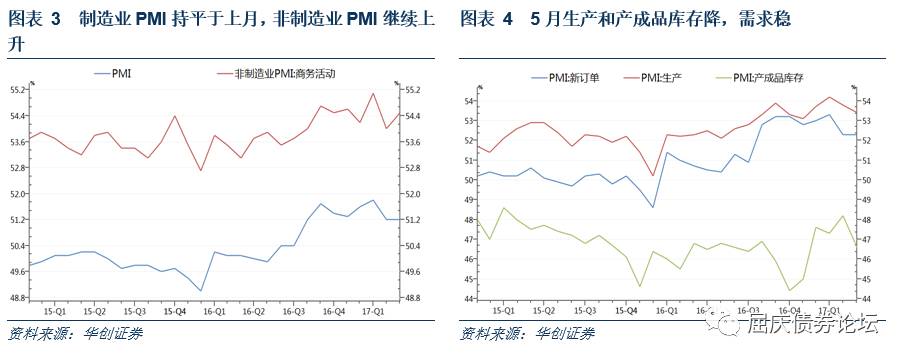 图表 3 制造业 PMI 持平于上月，非制造业 PMI 继续上
升
% PMI 非制造业PMI:商务活动 %
55.2 55.2
54.4 54.4
53.6 53.6
52.8 52.8
52.0 52.0
51.2 51.2
50.4 50.4
49.6 49.6
48.8 48.8
15-Q1 15-Q2 15-Q3 15-Q4 16-Q1 16-Q2 16-Q3 16-Q4 17-Q1
资料来源：华创证券
图表 4 5 月生产和产成品库存降，需求稳
% PMI:新订单 PMI:生产 PMI:产成品库存 %
54 54
53 53
52 52
51 51
50 50
49 49
48 48
47 47
46 46
45 45
44 44
15-Q1 15-Q2 15-Q3 15-Q4 16-Q1 16-Q2 16-Q3 16-Q4 17-Q1
资料来源：华创证券
屈庆债券论坛